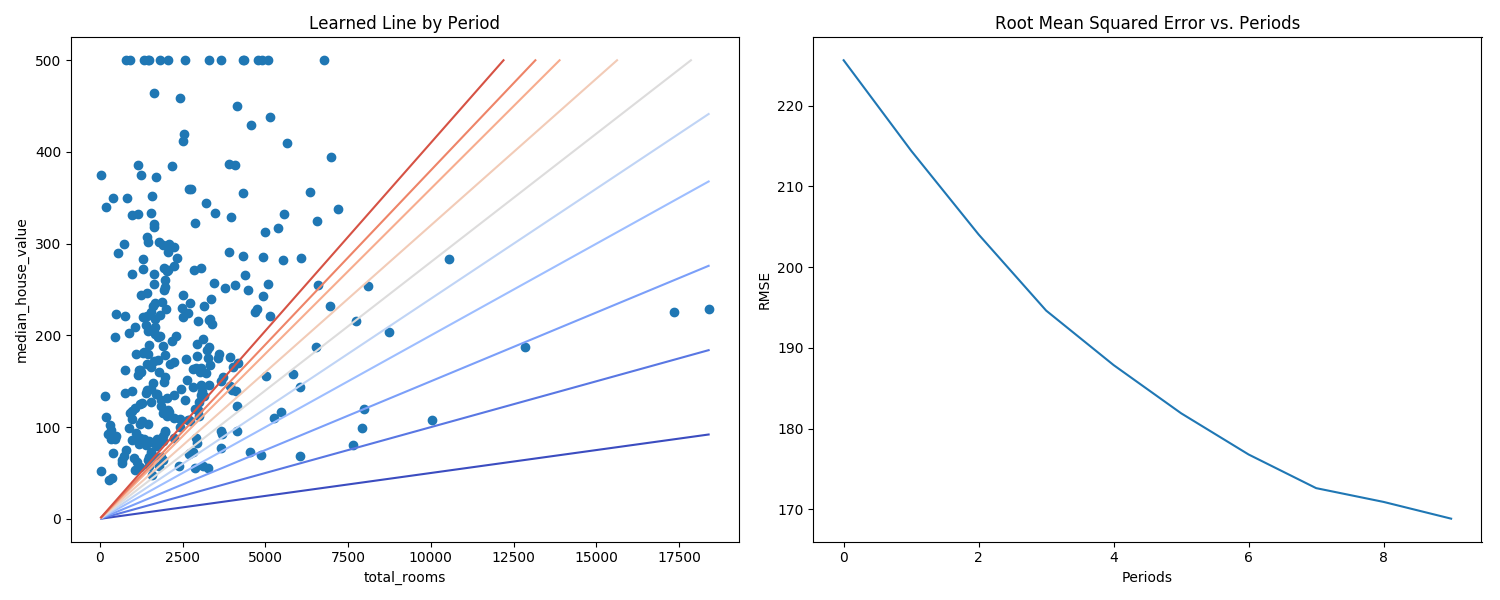 Learned Line by Period
median_house_value
500
400
300
200
100
0
0 2500 5000 7500 10000 12500 15000 17500
total_rooms
Root Mean Squared Error vs. Periods
RMSE
220
210
200
190
180
170
0 2 4 6 8
Periods